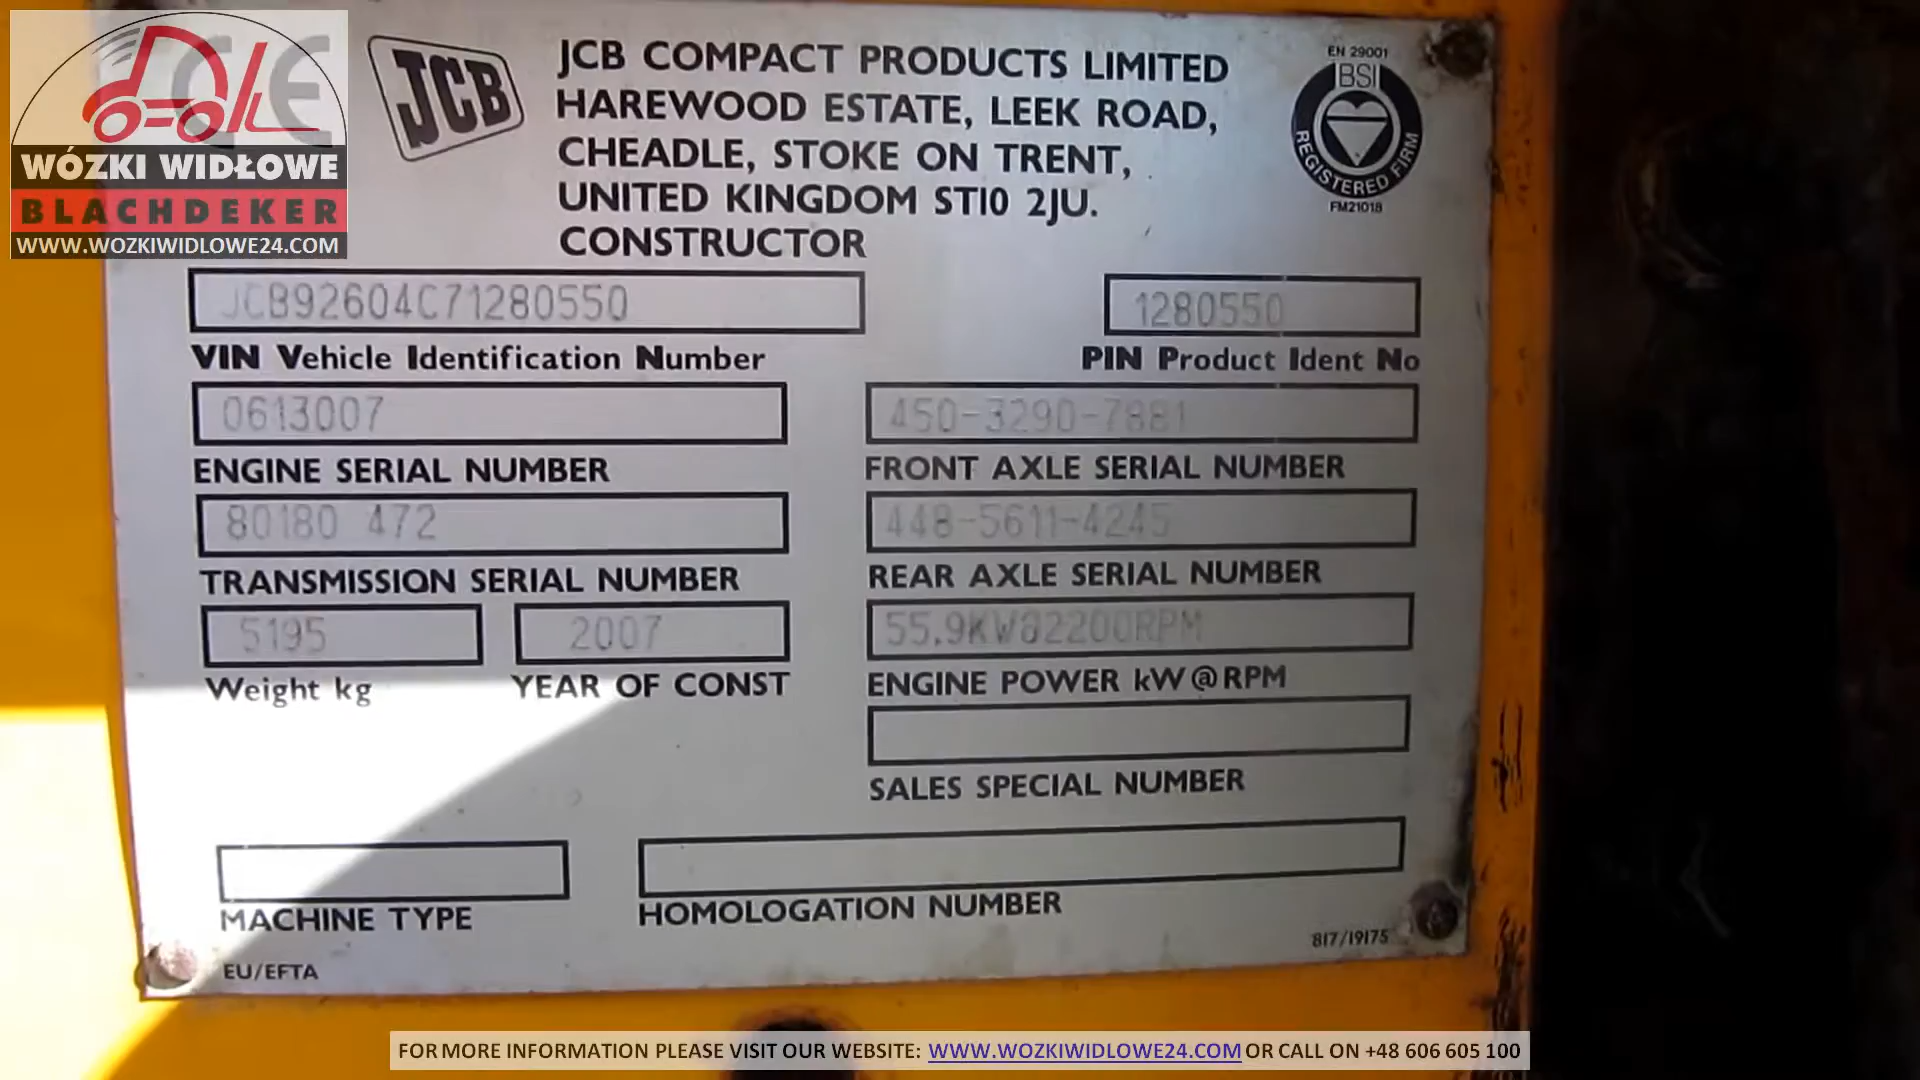 WÓZKI WIDŁOWE
BLACHDEKER
WWW.WOZKIWIDLOWE24.COM
JCB
JCB COMPACT PRODUCTS LIMITED
HAREWOOD ESTATE, LEEK ROAD,
CHEADLE, STOKE ON TRENT,
UNITED KINGDOM ST10 2JU.
CONSTRUCTOR
EN 29001
BSI
REGISTERED FIRM
FM21018
JCB92604C71280550
1280550
VIN Vehicle Identification Number
PIN Product Ident No
0613007
450-3290-7881
ENGINE SERIAL NUMBER
FRONT AXLE SERIAL NUMBER
80180 472
448-5611-4245
TRANSMISSION SERIAL NUMBER
REAR AXLE SERIAL NUMBER
5195
2007
55.9KW@2200RPM
Weight kg
YEAR OF CONST
ENGINE POWER kW@RPM
SALES SPECIAL NUMBER
MACHINE TYPE
HOMOLOGATION NUMBER
817/19175
EU/EFTA
FOR MORE INFORMATION PLEASE VISIT OUR WEBSITE: WWW.WOZKIWIDLOWE24.COM OR CALL ON +48 606 605 100